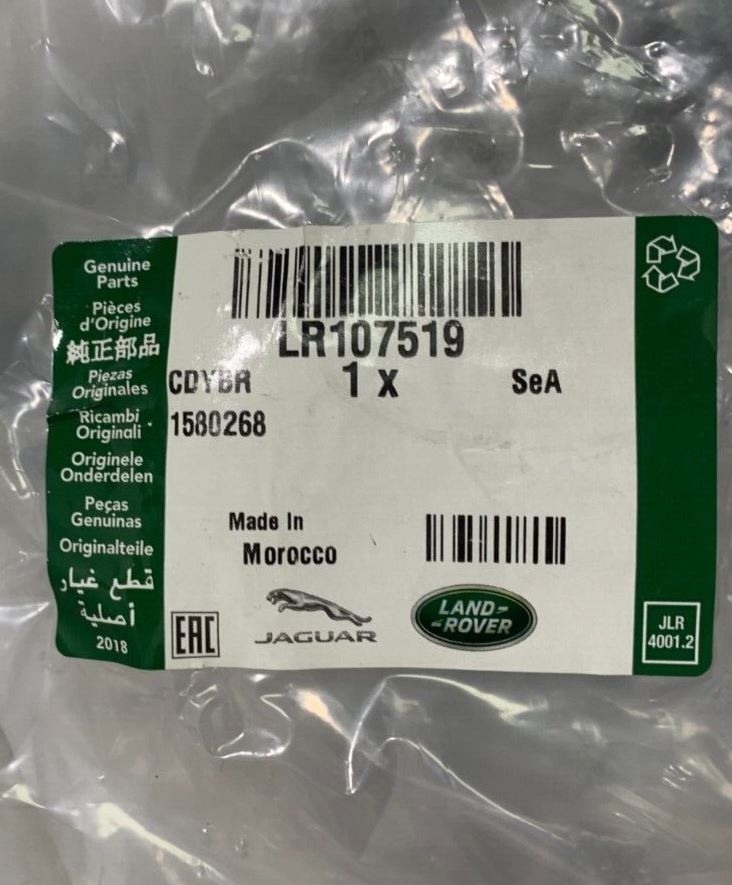 Genuine
Parts
Pièces
d'Origine
純正部品
Piezas
Originales
Ricambi
Originali
Originele
Onderdelen
Peças
Genuinas
Originalteile
قطع غيار
أصلية
2018
LR107519
CDYBR 1 x SeA
1580268
Made In
Morocco
EAC
JAGUAR
LAND-
-ROVER
JLR
4001.2